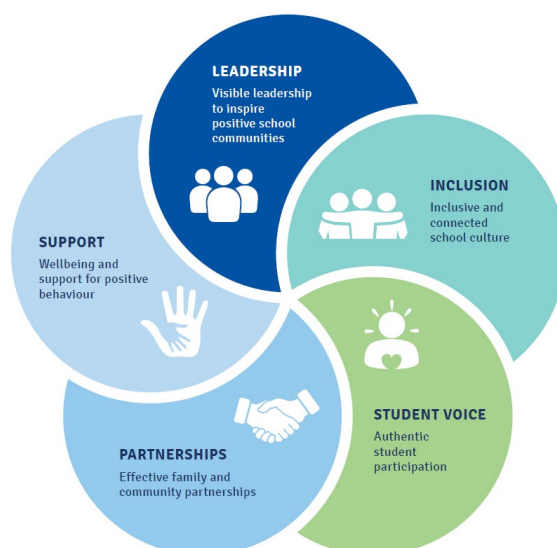 LEADERSHIP
Visible leadership
to inspire
positive school
communities
INCLUSION
Inclusive and
connected
school culture
STUDENT VOICE
Authentic
student
participation
PARTNERSHIPS
Effective family and
community partnerships
SUPPORT
Wellbeing and
support for positive
behaviour